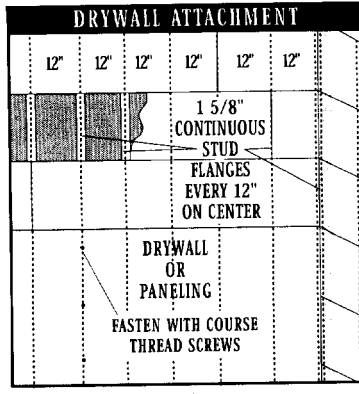 DRYWALL ATTACHMENT
12" 12" 12" 12" 12" 12"
1 5/8"
CONTINUOUS
STUD
FLANGES
EVERY 12"
ON CENTER
DRYWALL
OR
PANELING
FASTEN WITH COURSE
THREAD SCREWS